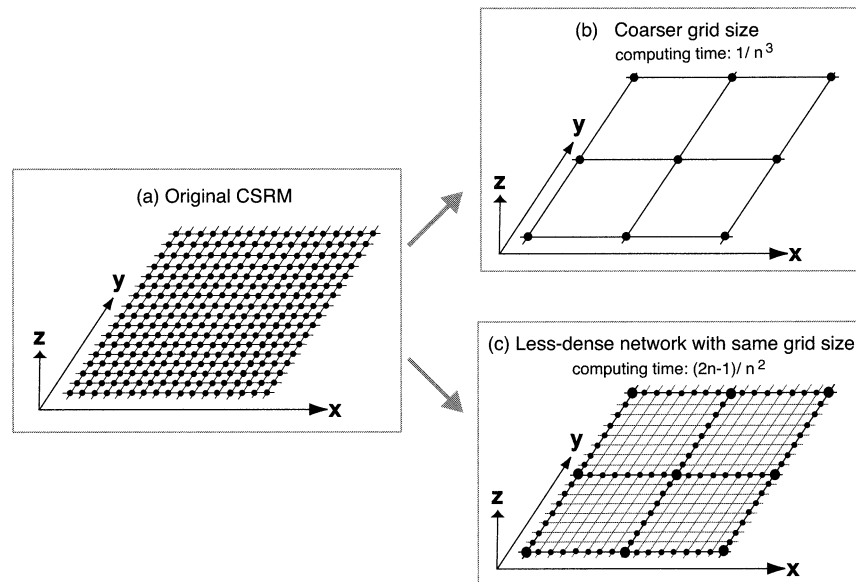 (a) Original CSRM
z
y
x
(b) Coarser grid size
computing time: 1/ n³
z
y
x
(c) Less-dense network with same grid size
computing time: (2n-1)/ n²
z
y
x